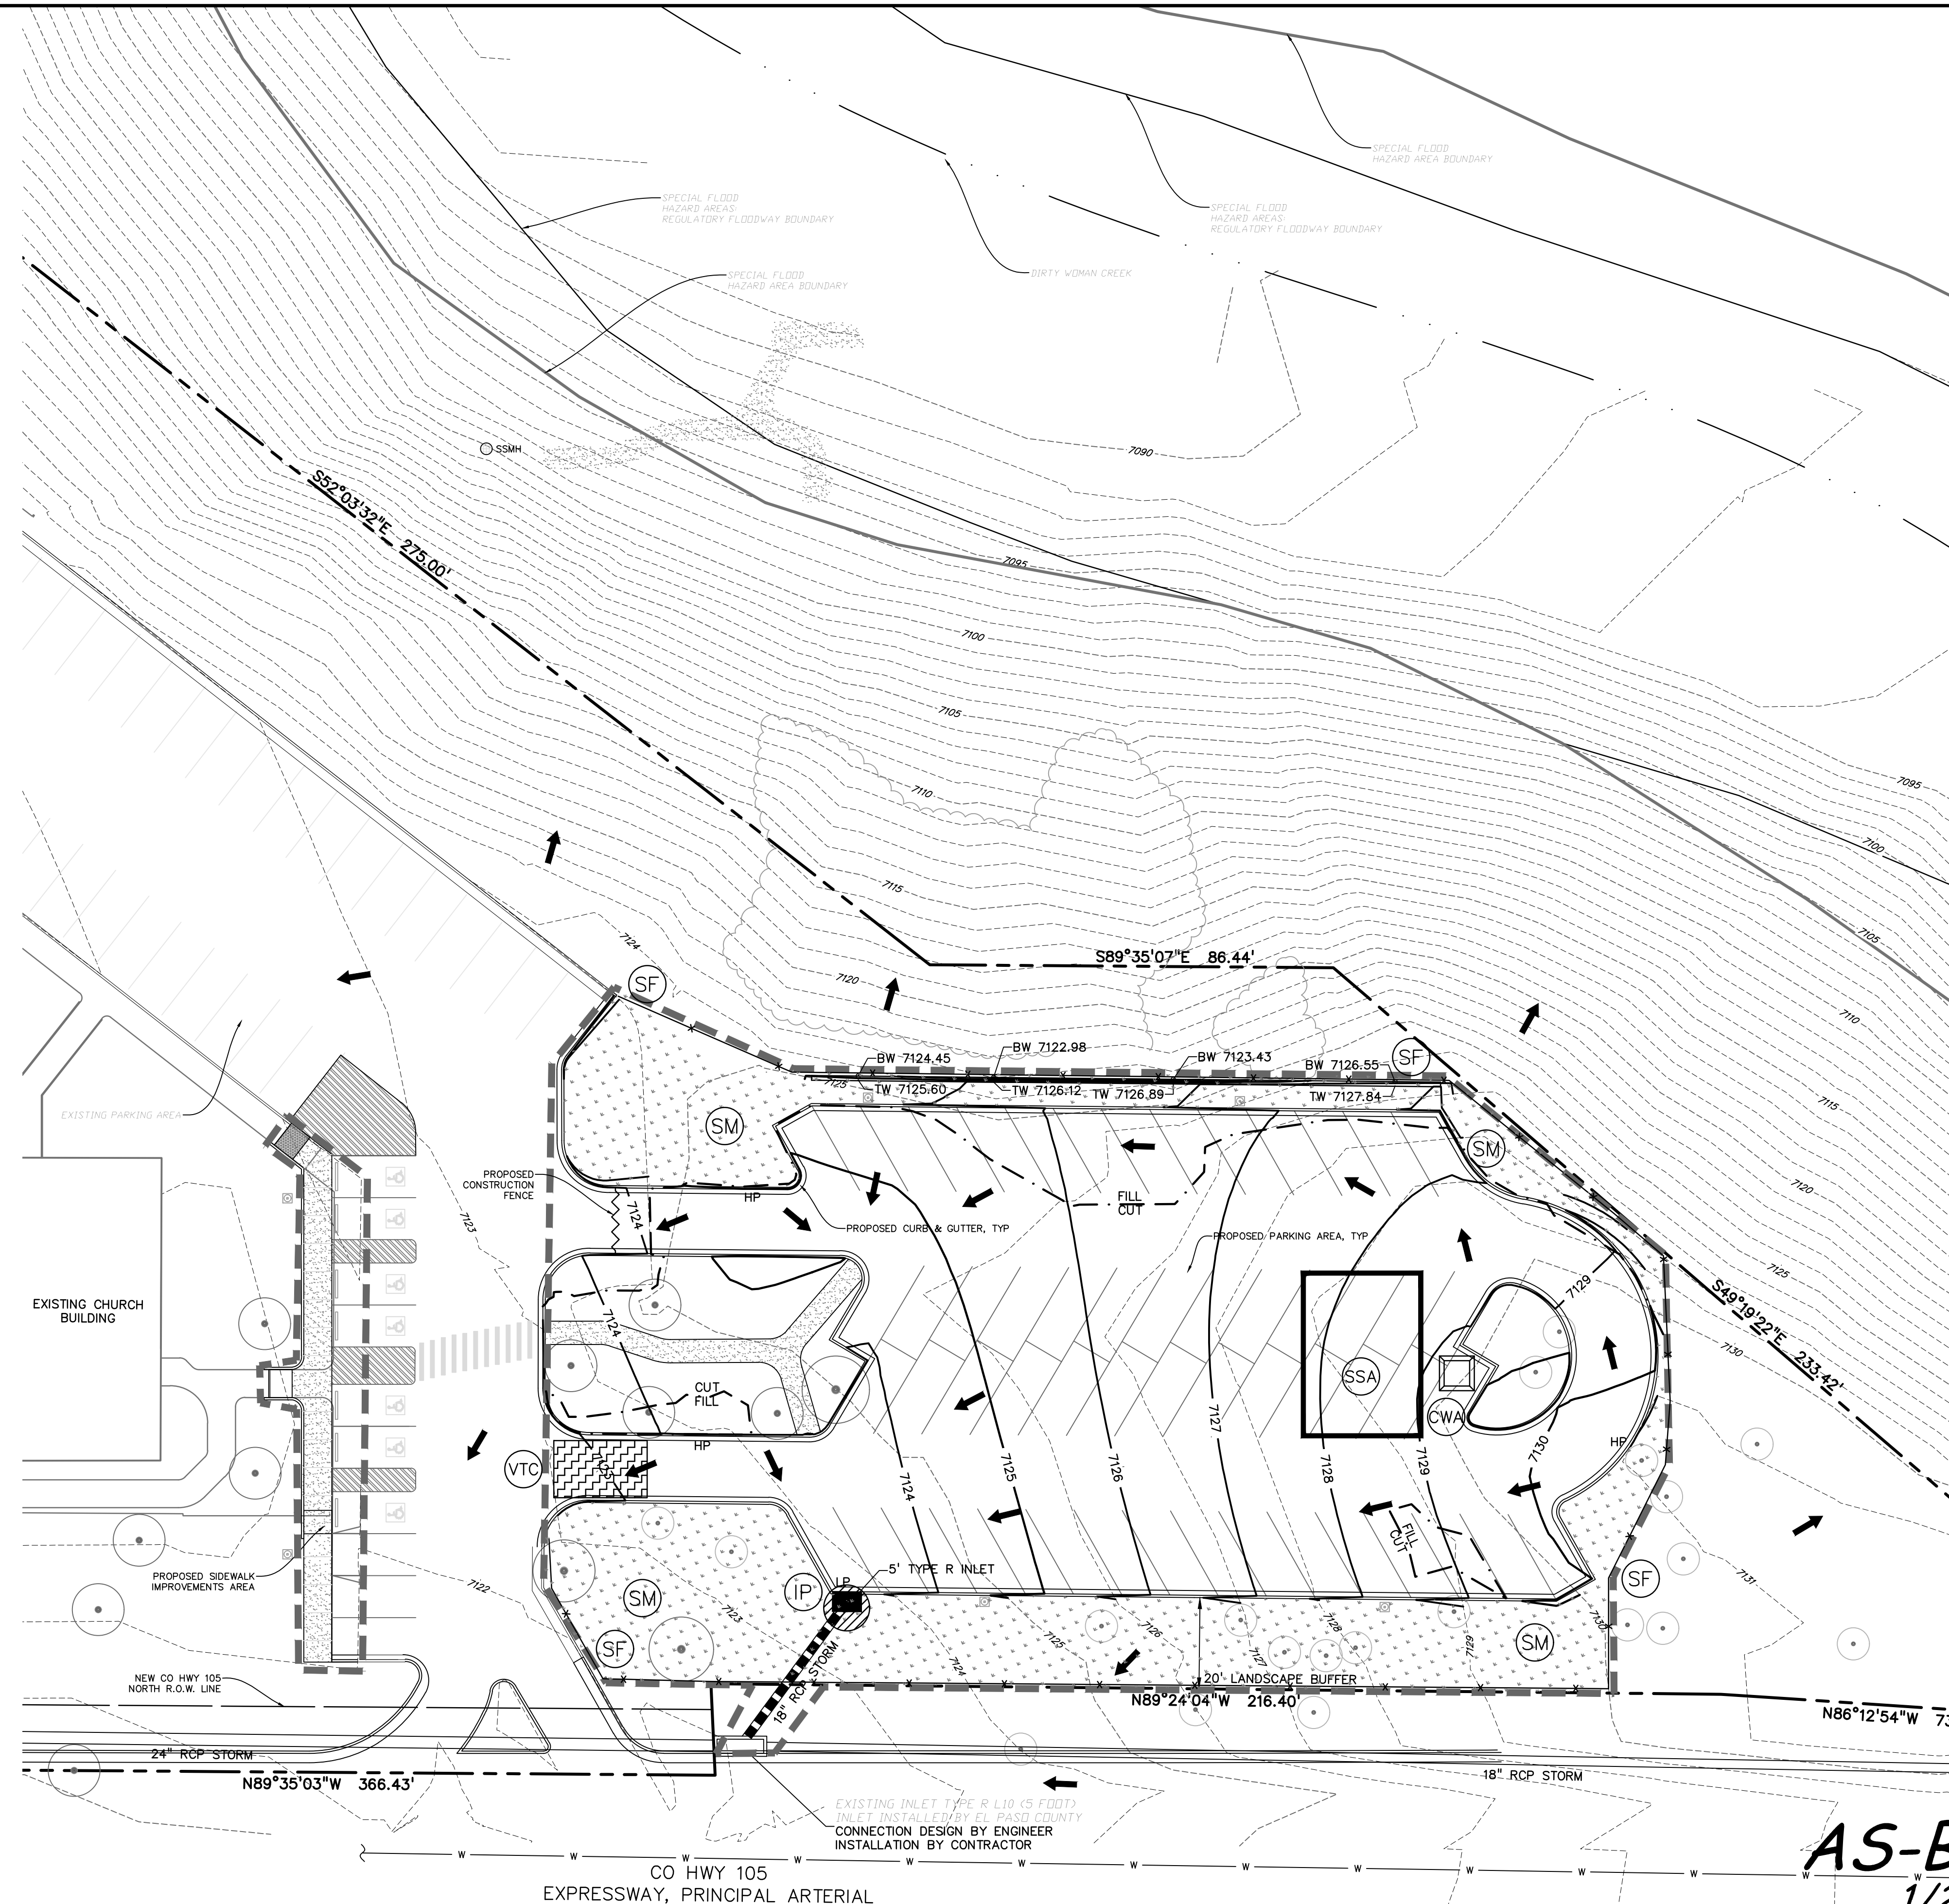 SPECIAL FLOOD
HAZARD AREA BOUNDARY
SPECIAL FLOOD
HAZARD AREAS:
REGULATORY FLOODWAY BOUNDARY
SPECIAL FLOOD
HAZARD AREAS:
REGULATORY FLOODWAY BOUNDARY
SPECIAL FLOOD
HAZARD AREA BOUNDARY
DIRTY WOMAN CREEK
SSMH
7090
S52°03'32"E 275.00'
7095
7100
7105
7110
7095
7100
7115
7105
7124
S89°35'07"E 86.44'
7120
SF
7110
BW 7124.45
BW 7122.98
BW 7123.43
BW 7126.55
SF
7125
TW 7125.60
TW 7126.12
TW 7126.89
TW 7127.84
7115
EXISTING PARKING AREA
SM
SM
PROPOSED
CONSTRUCTION
FENCE
7120
HP
FILL
CUT
7123
7124
PROPOSED CURB & GUTTER, TYP
PROPOSED PARKING AREA, TYP
7125
7129
EXISTING CHURCH
BUILDING
S49°19'22"E 233.42'
7124
7130
SSA
CUT
FILL
CWA
7127
HP
HP
VTC
7123
7124
7125
7126
7128
7129
7130
FILL
CUT
5' TYPE R INLET
LP
PROPOSED SIDEWALK
IMPROVEMENTS AREA
7122
SM
IP
SF
7131
7123
7130
SF
7124
7125
7126
7127
7128
7129
SM
NEW CO HWY 105
NORTH R.O.W. LINE
18" RCP STORM
20' LANDSCAPE BUFFER
N89°24'04"W 216.40'
N86°12'54"W 73
24" RCP STORM
N89°35'03"W 366.43'
18" RCP STORM
EXISTING INLET TYPE R L10 (5 FOOT)
INLET INSTALLED BY EL PASO COUNTY
CONNECTION DESIGN BY ENGINEER
INSTALLATION BY CONTRACTOR
AS-B
W W W W W W W W W W W W W W
CO HWY 105
EXPRESSWAY, PRINCIPAL ARTERIAL
1/2